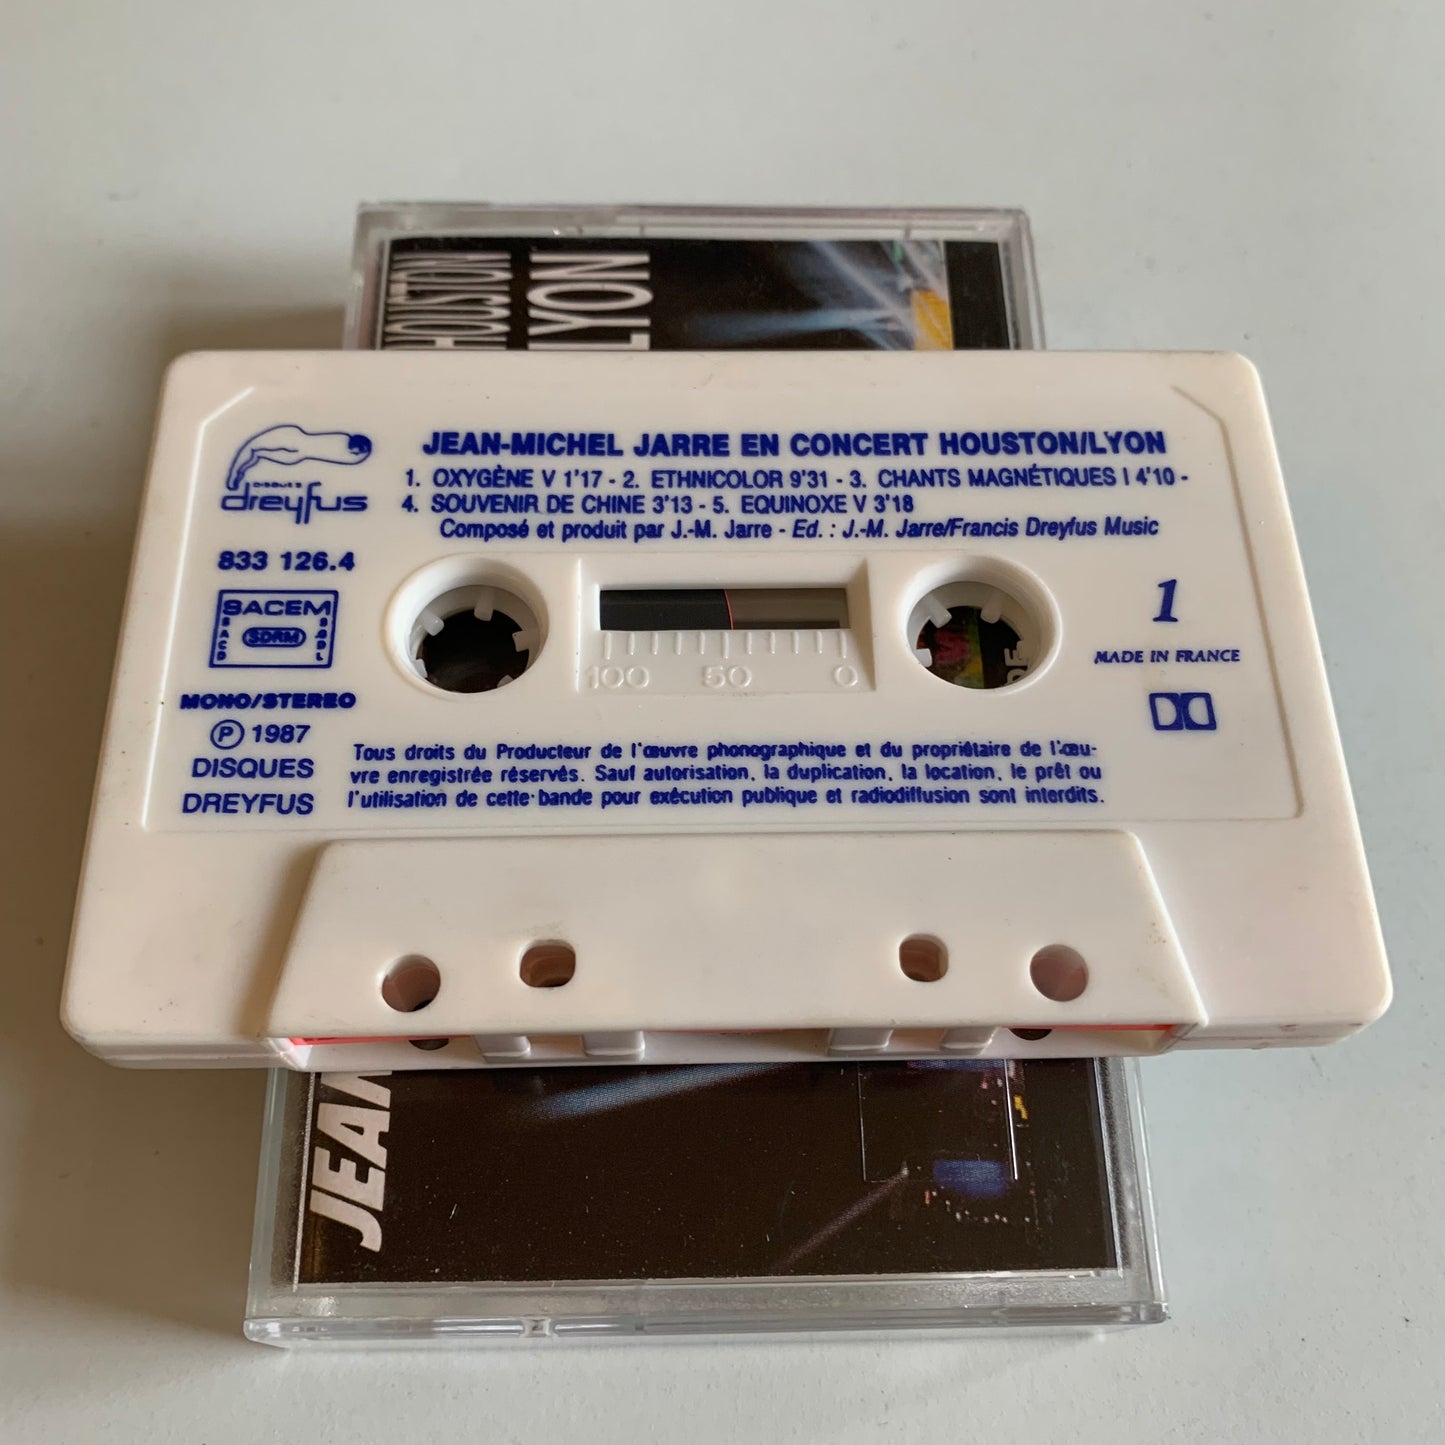 HOUSTON
LYON
DISQUES
dreyfus
JEAN-MICHEL JARRE EN CONCERT HOUSTON/LYON
1. OXYGÈNE V 1'17 - 2. ETHNICOLOR 9'31 - 3. CHANTS MAGNÉTIQUES I 4'10 -
4. SOUVENIR DE CHINE 3'13 - 5. EQUINOXE V 3'18
Composé et produit par J.-M. Jarre - Ed. : J.-M. Jarre/Francis Dreyfus Music
833 126.4
SACEM
SACD
SDRM
SGDL
MONO/STEREO
Ⓟ 1987
DISQUES
DREYFUS
100 50 0
1
MADE IN FRANCE
Tous droits du Producteur de l'œuvre phonographique et du propriétaire de l'œu-
vre enregistrée réservés. Sauf autorisation, la duplication, la location, le prêt ou
l'utilisation de cette bande pour exécution publique et radiodiffusion sont interdits.
JEAN